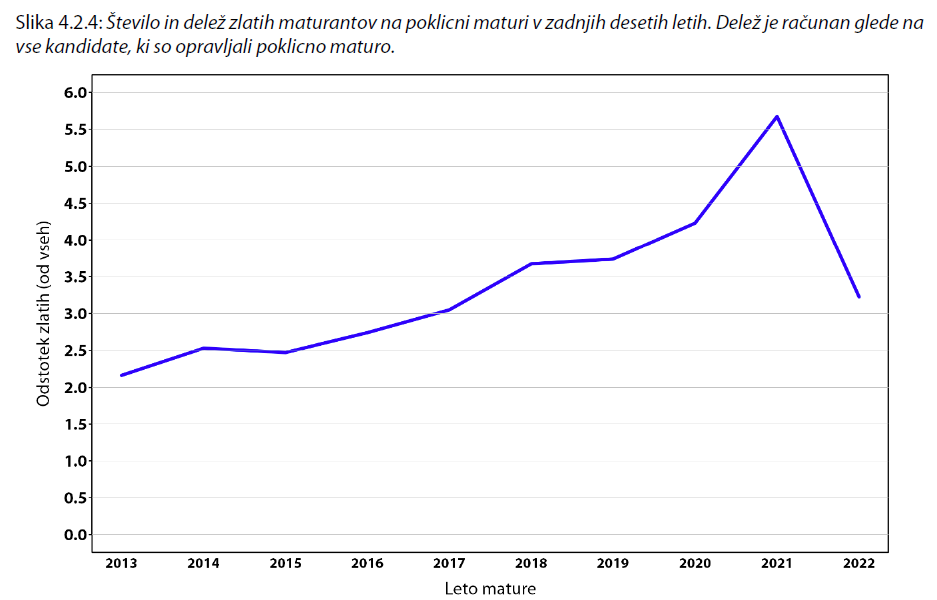 Slika 4.2.4: Število in delež zlatih maturantov na poklicni maturi v zadnjih desetih letih. Delež je računan glede na
vse kandidate, ki so opravljali poklicno maturo.
Odstotek zlatih (od vseh)
6.0
5.5
5.0
4.5
4.0
3.5
3.0
2.5
2.0
1.5
1.0
0.5
0.0
2013 2014 2015 2016 2017 2018 2019 2020 2021 2022
Leto mature